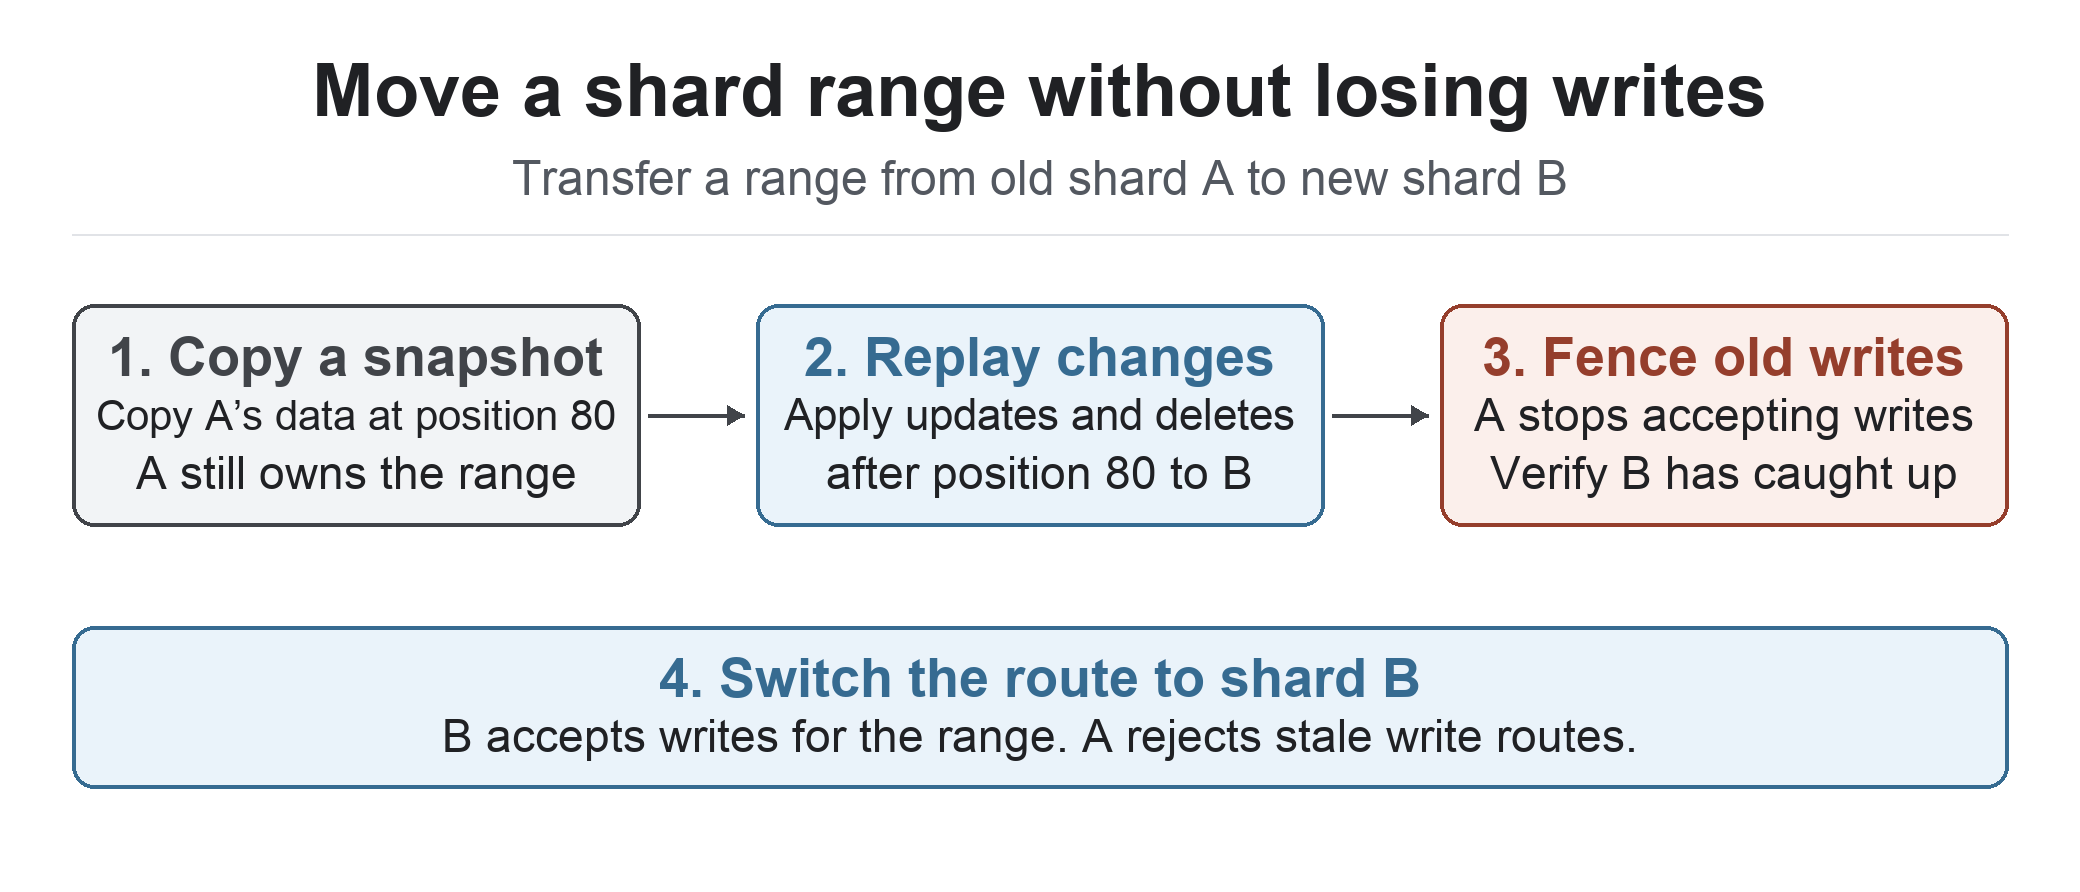 Move a shard range without losing writes
Transfer a range from old shard A to new shard B
1. Copy a snapshot
Copy A’s data at position 80
A still owns the range
2. Replay changes
Apply updates and deletes
after position 80 to B
3. Fence old writes
A stops accepting writes
Verify B has caught up
4. Switch the route to shard B
B accepts writes for the range. A rejects stale write routes.